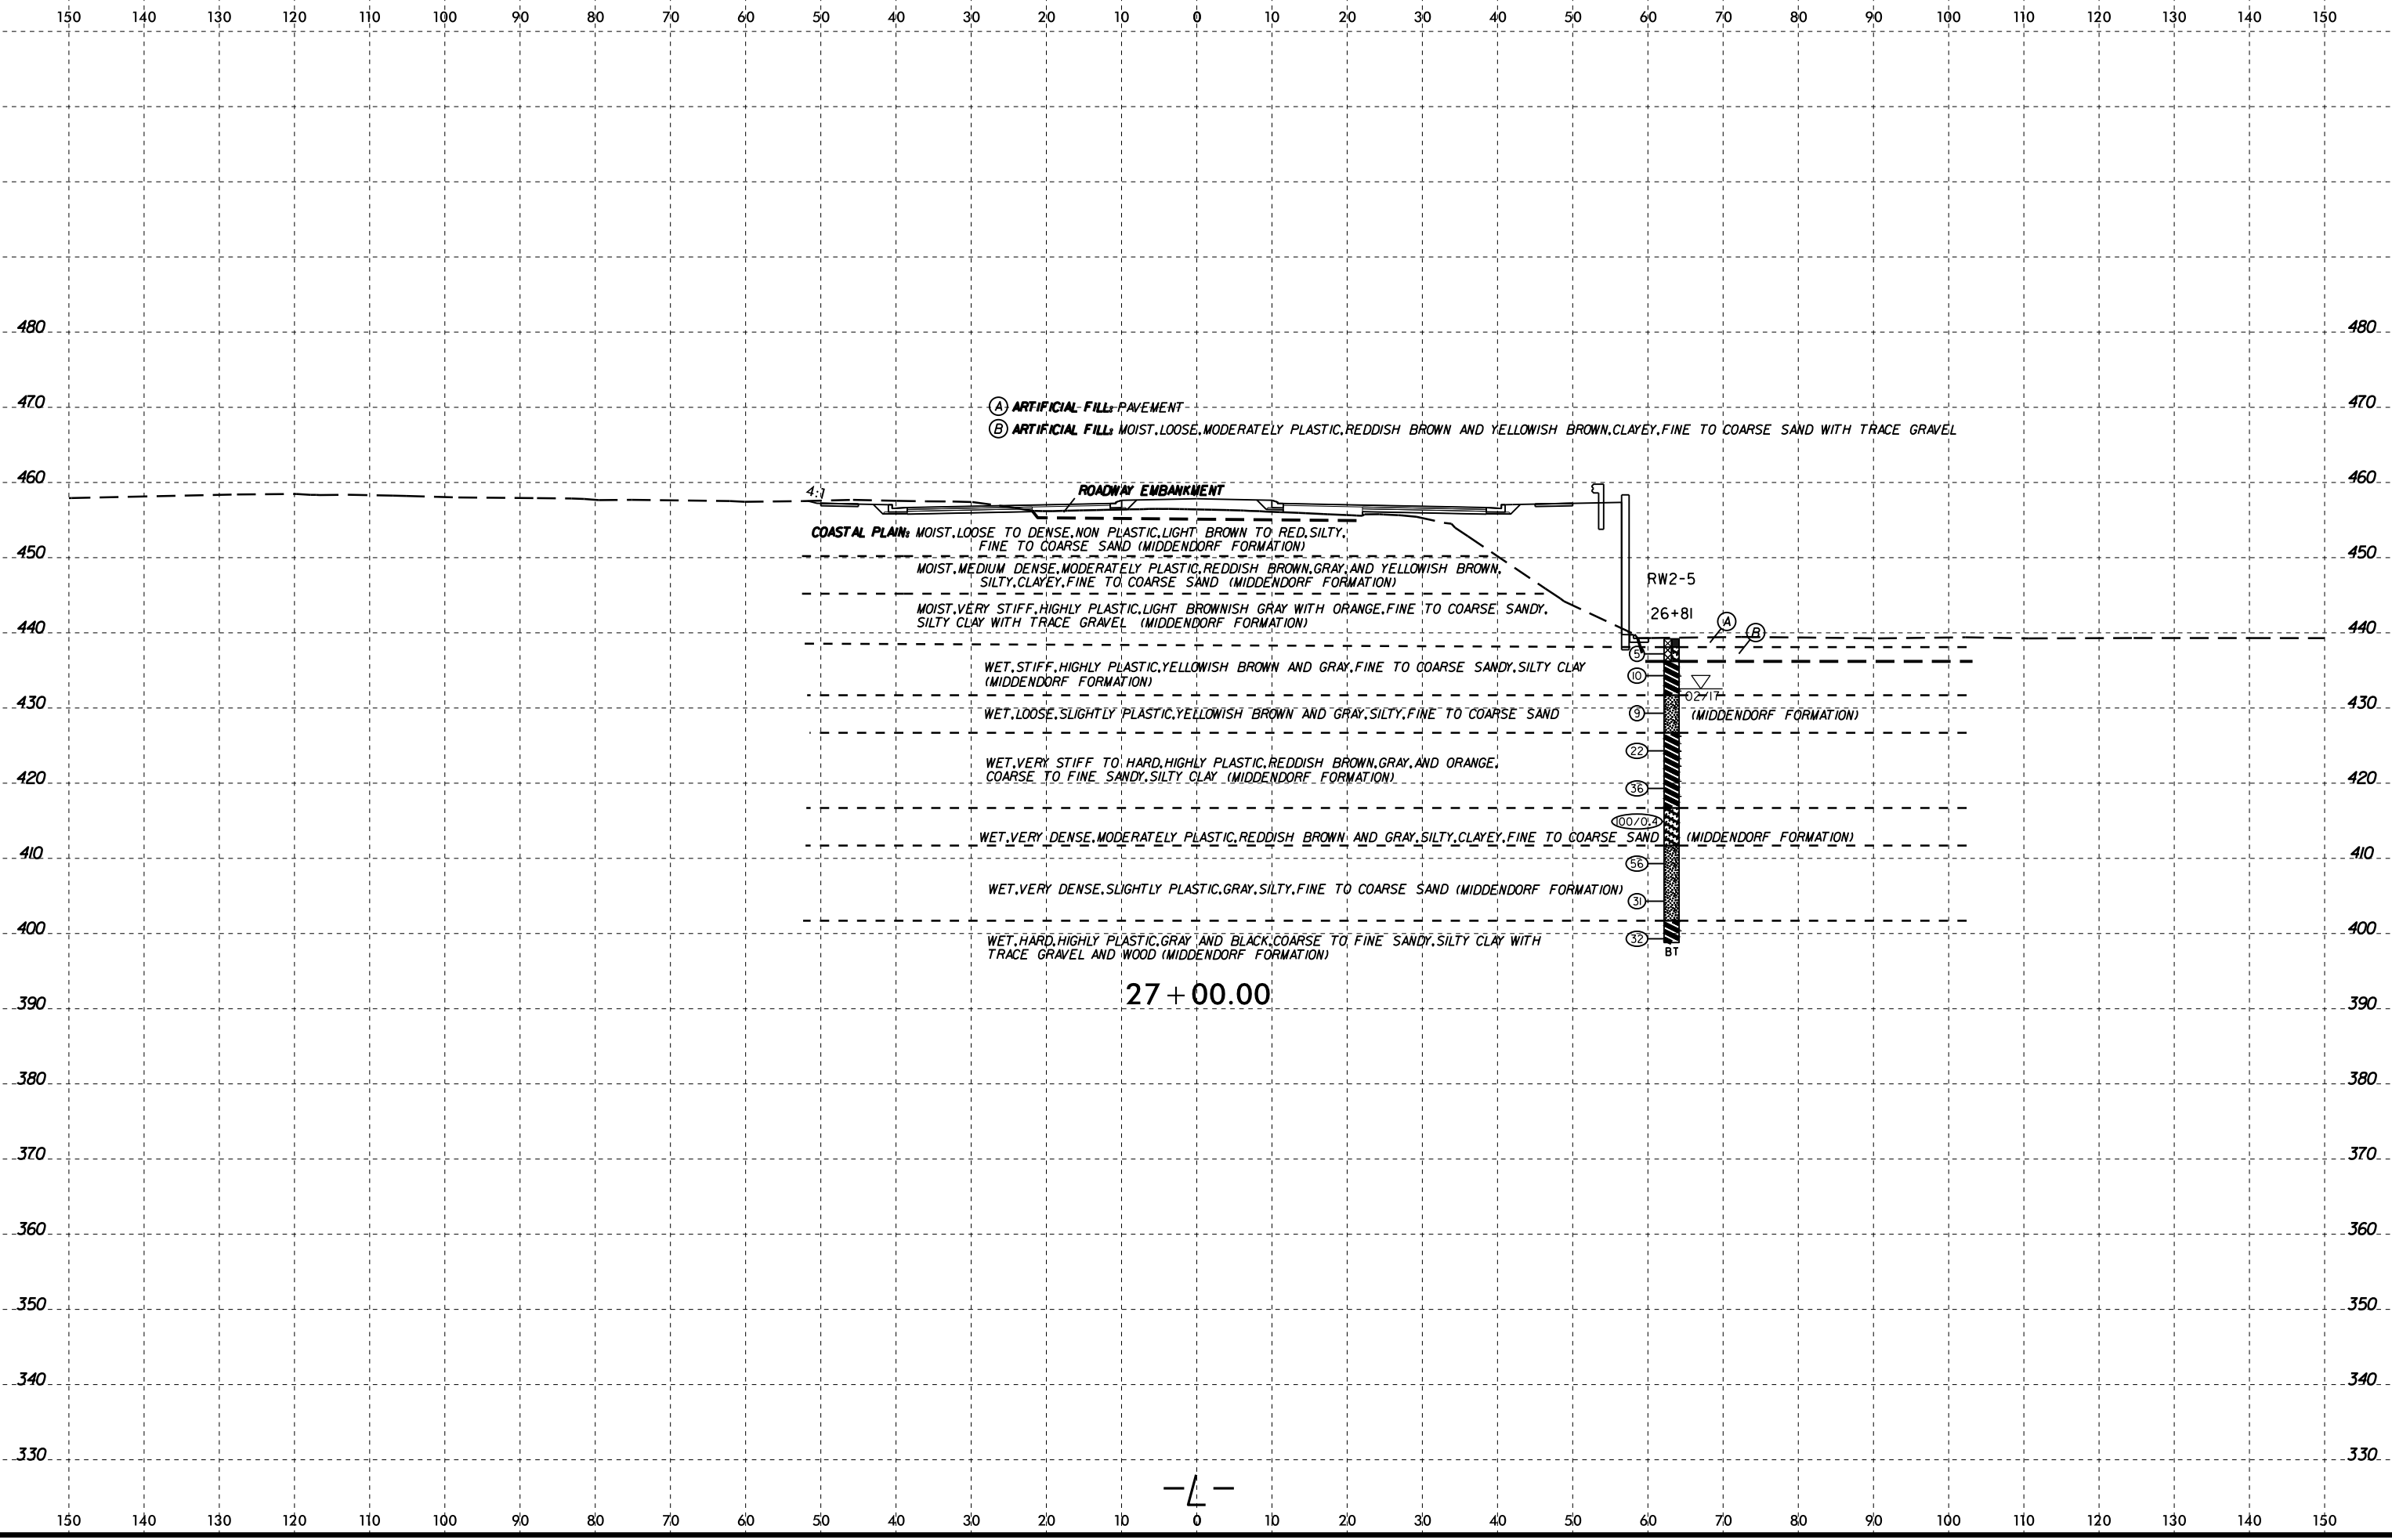 150 140 130 120 110 100 90 80 70 60 50 40 30 20 10 0 10 20 30 40 50 60 70 80 90 100 110 120 130 140 150
480 480
470 470
A ARTIFICIAL FILL: PAVEMENT
B ARTIFICIAL FILL: MOIST, LOOSE, MODERATELY PLASTIC, REDDISH BROWN AND YELLOWISH BROWN, CLAYEY, FINE TO COARSE SAND WITH TRACE GRAVEL
460 460
4:1
ROADWAY EMBANKMENT
COASTAL PLAIN: MOIST, LOOSE TO DENSE, NON PLASTIC, LIGHT BROWN TO RED, SILTY,
FINE TO COARSE SAND (MIDDENDORF FORMATION)
450 450
MOIST, MEDIUM DENSE, MODERATELY PLASTIC, REDDISH BROWN, GRAY, AND YELLOWISH BROWN,
SILTY, CLAYEY, FINE TO COARSE SAND (MIDDENDORF FORMATION)
RW2-5
MOIST, VERY STIFF, HIGHLY PLASTIC, LIGHT BROWNISH GRAY WITH ORANGE, FINE TO COARSE SANDY,
SILTY CLAY WITH TRACE GRAVEL (MIDDENDORF FORMATION)
26+81
A
B
440 440
5
WET, STIFF, HIGHLY PLASTIC, YELLOWISH BROWN AND GRAY, FINE TO COARSE SANDY, SILTY CLAY
(MIDDENDORF FORMATION)
10
02/17
430 430
WET, LOOSE, SLIGHTLY PLASTIC, YELLOWISH BROWN AND GRAY, SILTY, FINE TO COARSE SAND 9 (MIDDENDORF FORMATION)
22
WET, VERY STIFF TO HARD, HIGHLY PLASTIC, REDDISH BROWN, GRAY, AND ORANGE,
COARSE TO FINE SANDY, SILTY CLAY (MIDDENDORF FORMATION)
420 420
36
100/0.4
WET, VERY DENSE, MODERATELY PLASTIC, REDDISH BROWN AND GRAY, SILTY, CLAYEY, FINE TO COARSE SAND (MIDDENDORF FORMATION)
410 410
56
WET, VERY DENSE, SLIGHTLY PLASTIC, GRAY, SILTY, FINE TO COARSE SAND (MIDDENDORF FORMATION)
31
400 400
WET, HARD, HIGHLY PLASTIC, GRAY AND BLACK, COARSE TO FINE SANDY, SILTY CLAY WITH
TRACE GRAVEL AND WOOD (MIDDENDORF FORMATION)
32
BT
27+00.00
390 390
380 380
370 370
360 360
350 350
340 340
330 330
-L-
150 140 130 120 110 100 90 80 70 60 50 40 30 20 10 0 10 20 30 40 50 60 70 80 90 100 110 120 130 140 150